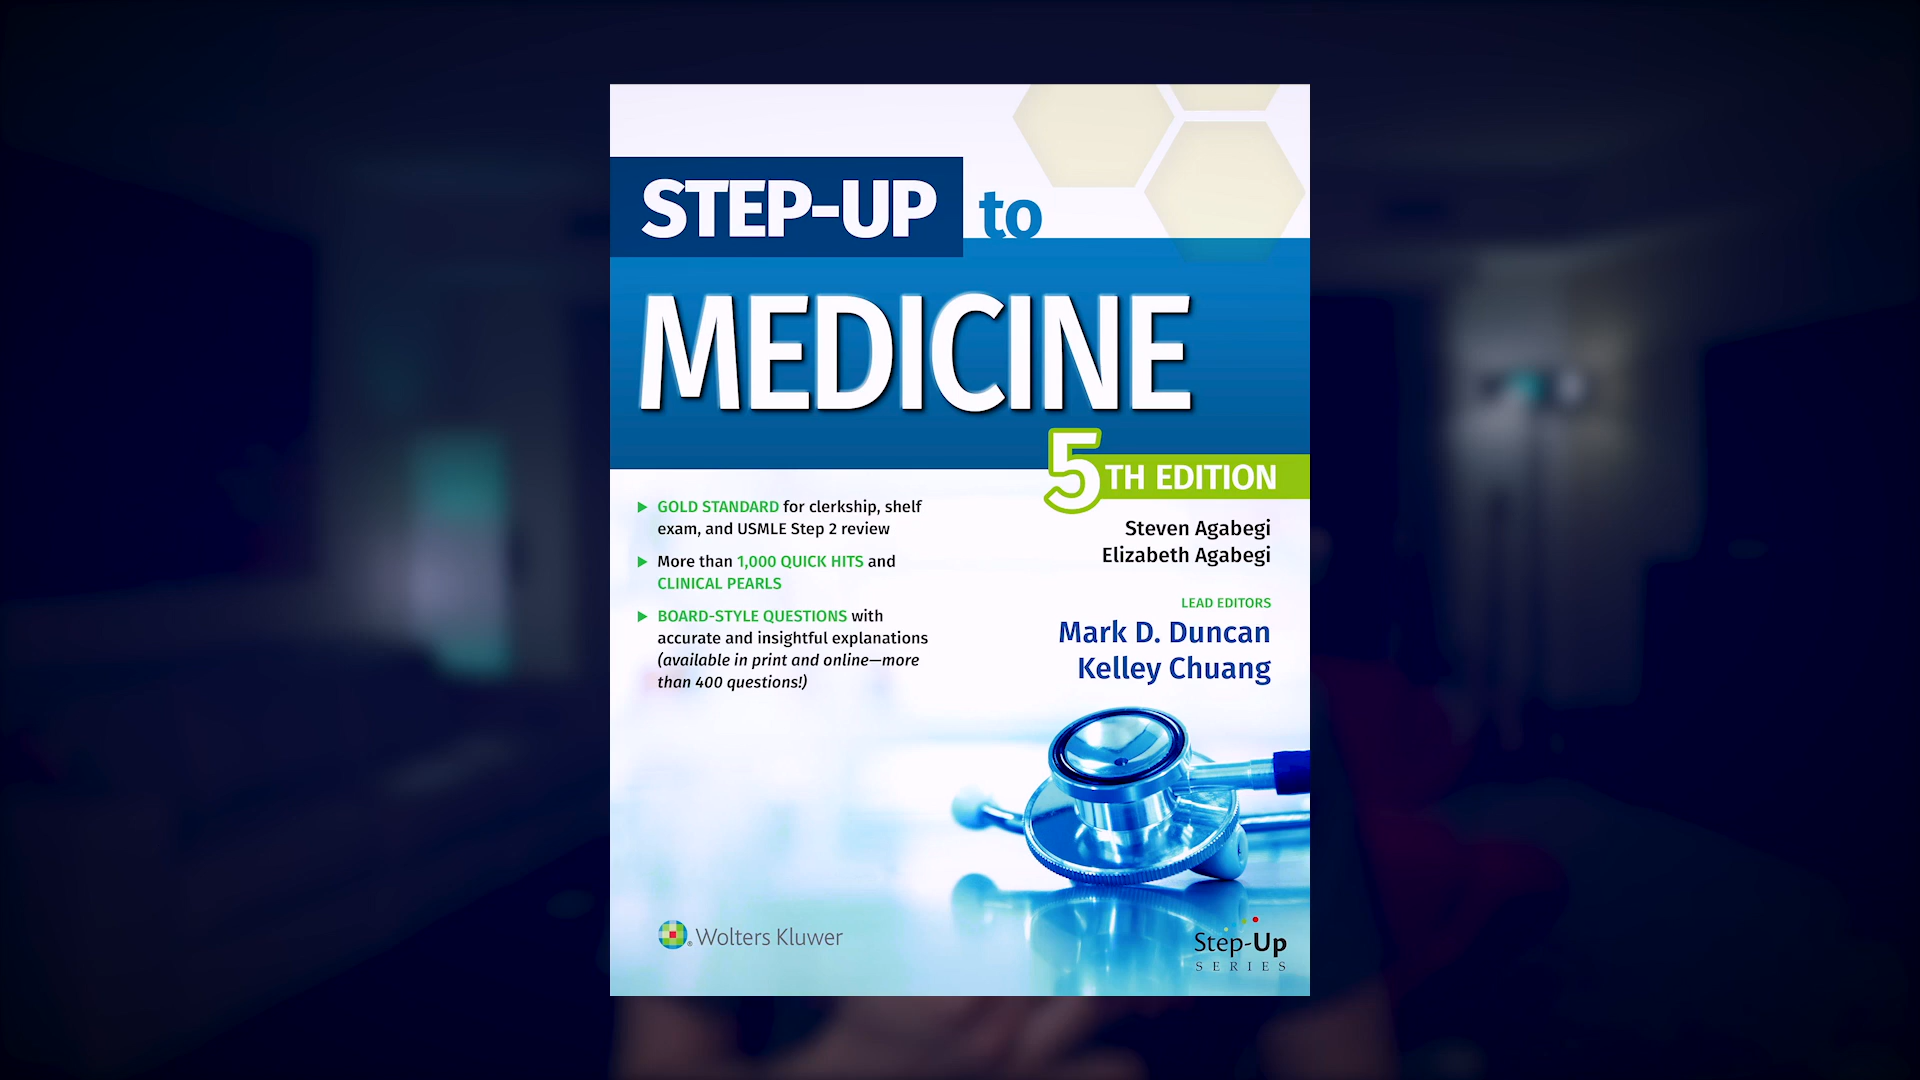 STEP-UP to
MEDICINE
5TH EDITION
▶ GOLD STANDARD for clerkship, shelf
exam, and USMLE Step 2 review
▶ More than 1,000 QUICK HITS and
CLINICAL PEARLS
▶ BOARD-STYLE QUESTIONS with
accurate and insightful explanations
(available in print and online—more
than 400 questions!)
Steven Agabegi
Elizabeth Agabegi
LEAD EDITORS
Mark D. Duncan
Kelley Chuang
Wolters Kluwer
Step-Up
SERIES